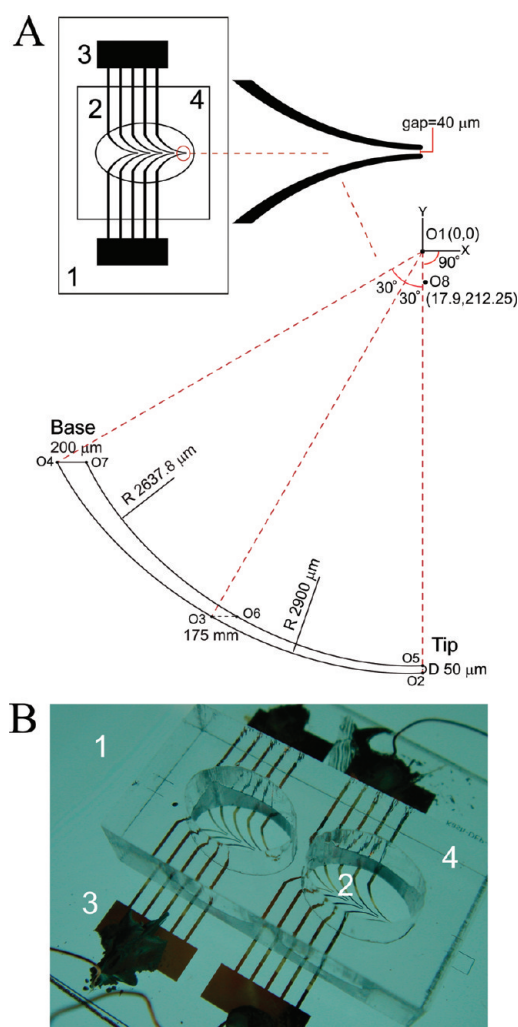 A
3
2
4
1
gap=40 μm
Y
O1(0,0)
X
90°
O8
30°
30°
(17.9,212.25)
Base
200 μm
O4
O7
R 2637.8 μm
R 2900 μm
O3
O6
175 mm
Tip
O5
D 50 μm
O2
B
1
4
2
3